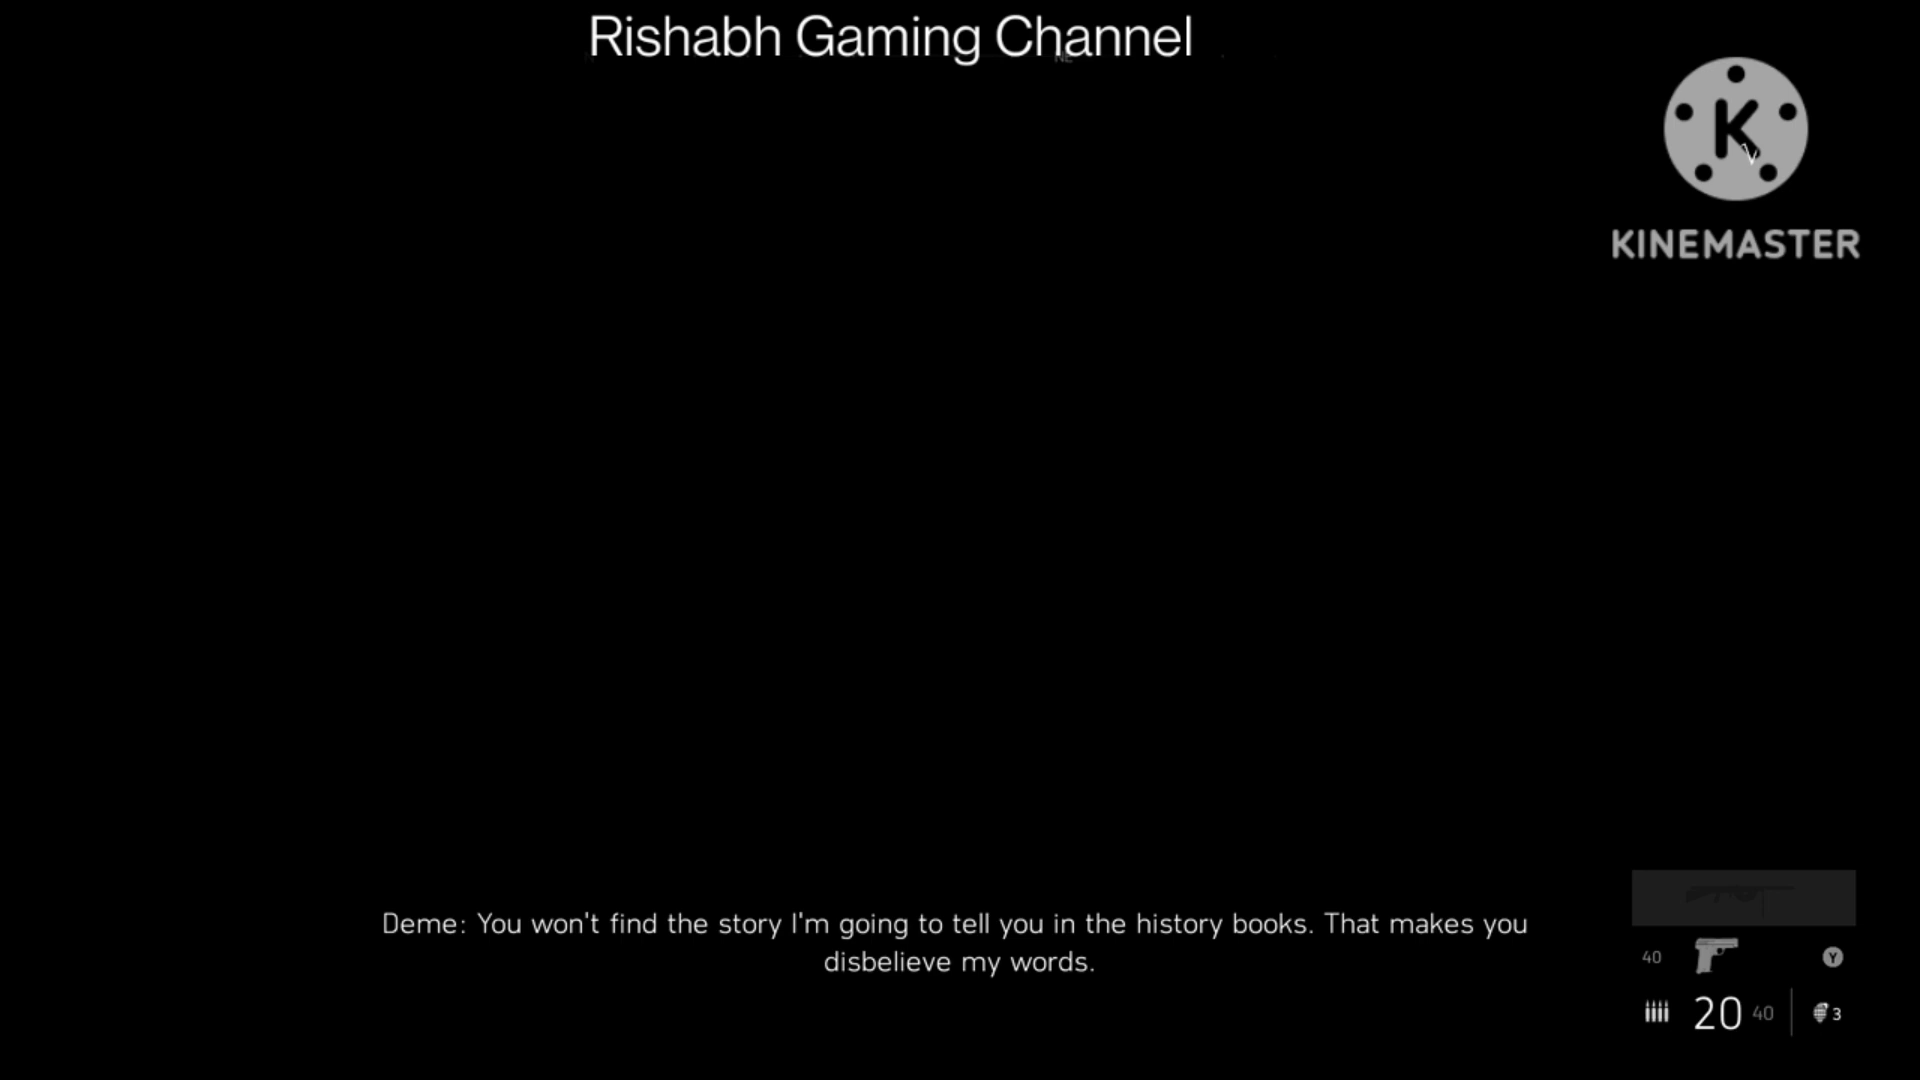 Rishabh Gaming Channel
NE
K
KINEMASTER
Deme: You won't find the story I'm going to tell you in the history books. That makes you
disbelieve my words.
40
Y
20 40
3